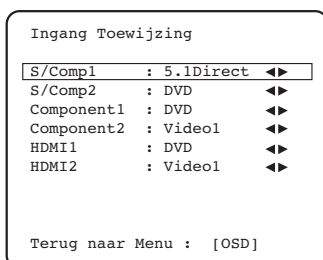 Ingang Toewijzing
S/Comp1 : 5.1Direct ◄►
S/Comp2 : DVD ◄►
Component1 : DVD ◄►
Component2 : Video1 ◄►
HDMI1 : DVD ◄►
HDMI2 : Video1 ◄►
Terug naar Menu : [OSD]